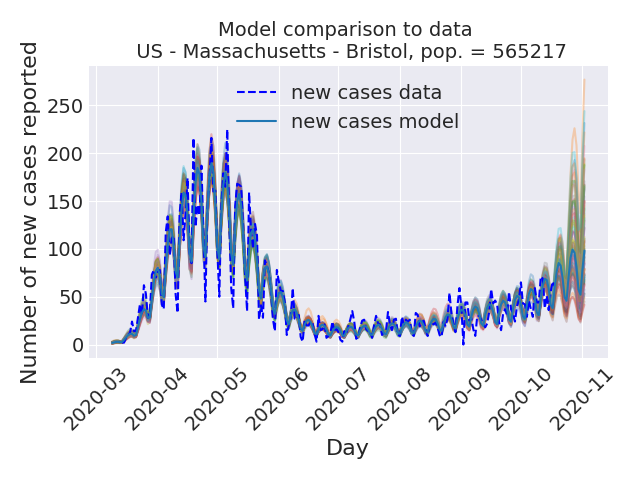 Model comparison to data
US - Massachusetts - Bristol, pop. = 565217
new cases data
new cases model
Number of new cases reported
250
200
150
100
50
0
2020-03
2020-04
2020-05
2020-06
2020-07
2020-08
2020-09
2020-10
2020-11
Day